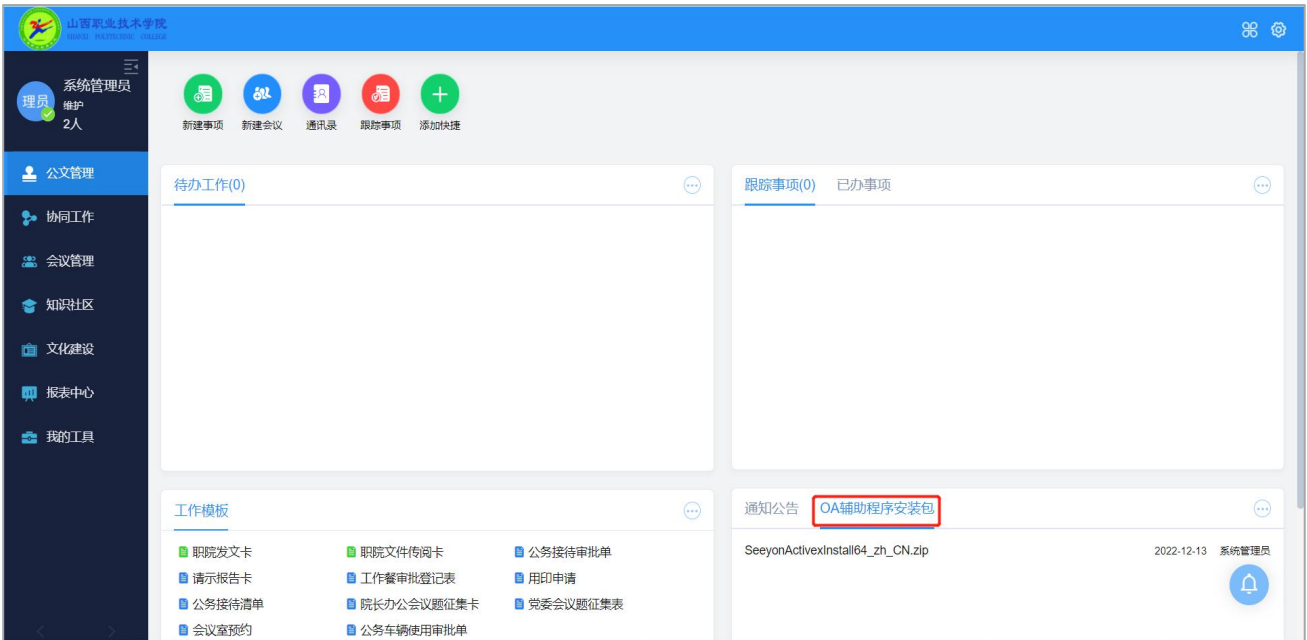 山西职业技术学院
SHANXI POLYTECHNIC COLLEGE
理员
系统管理员
维护
2人
新建事项
新建会议
通讯录
跟踪事项
添加快捷
公文管理
协同工作
会议管理
知识社区
文化建设
报表中心
我的工具
待办工作(0)
跟踪事项(0) 已办事项
工作模板
职院发文卡 职院文件传阅卡 公务接待审批单
请示报告卡 工作餐审批登记表 用印申请
公务接待清单 院长办公会议题征集卡 党委会议题征集表
会议室预约 公务车辆使用审批单
通知公告 OA辅助程序安装包
SeeyonActivexInstall64_zh_CN.zip 2022-12-13 系统管理员